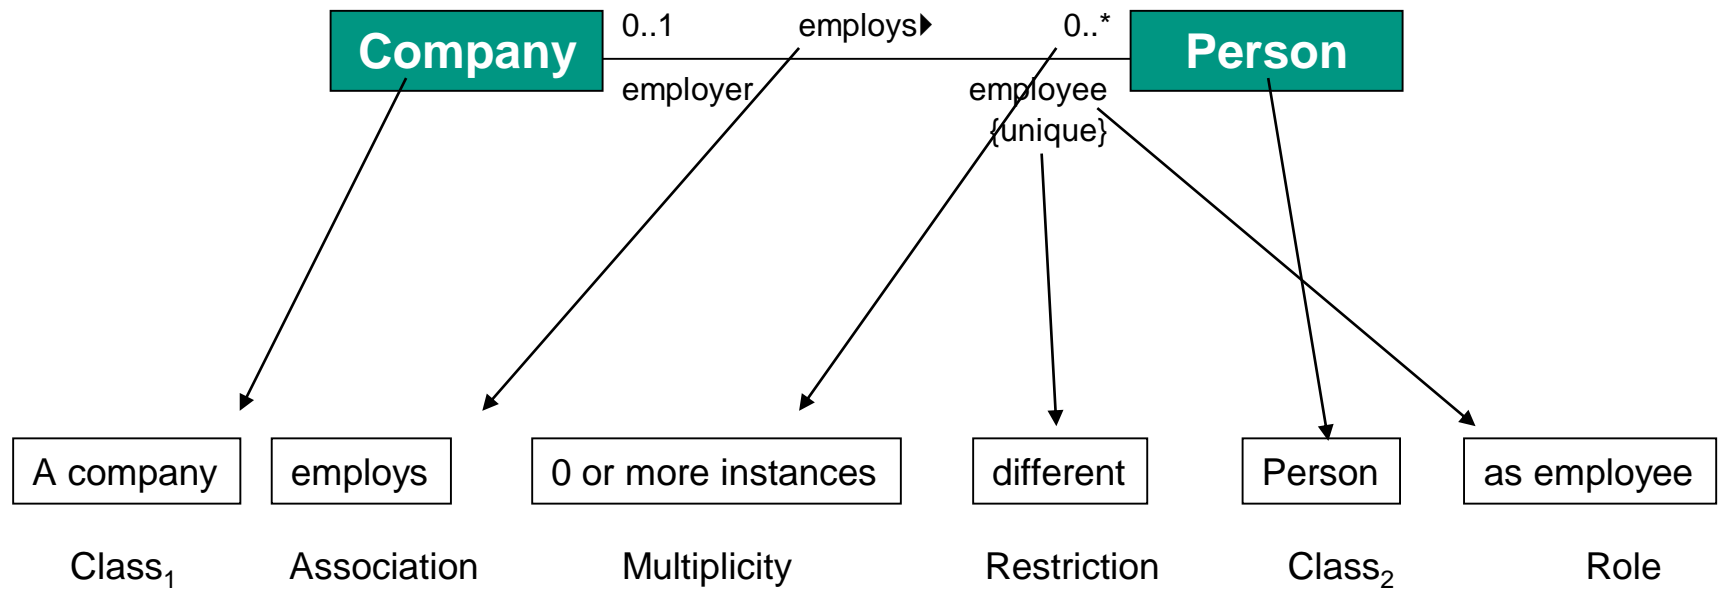 Company 0..1 employs▶ 0..* Person
employer employee
{unique}
A company employs 0 or more instances different Person as employee
Class₁ Association Multiplicity Restriction Class₂ Role